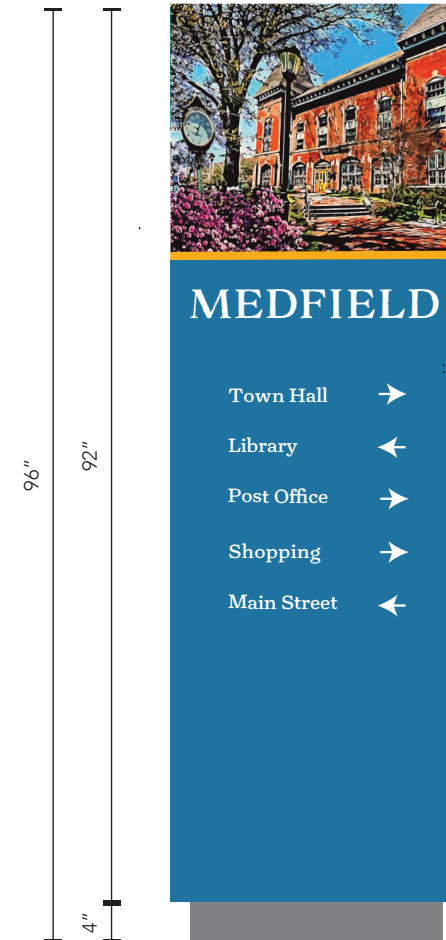 MEDFIELD
Town Hall
Library
Post Office
Shopping
Main Street
96"
92"
4"